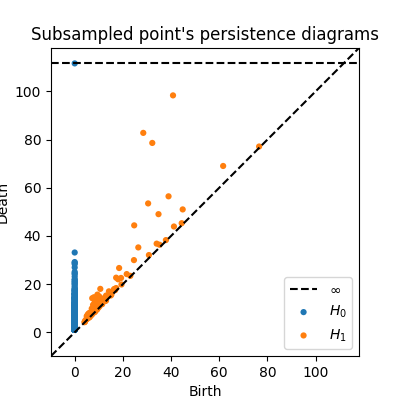 Subsampled point's persistence diagrams
Death
100
80
60
40
20
0
∞
H₀
H₁
0 20 40 60 80 100
Birth